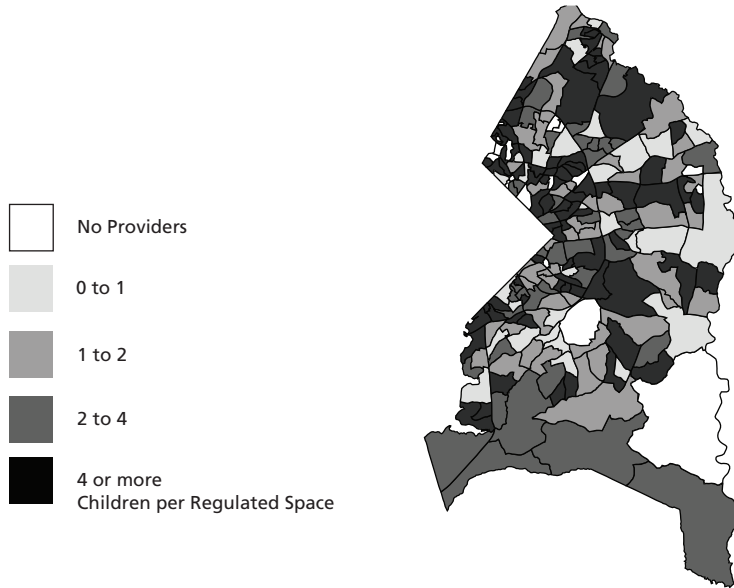 No Providers
0 to 1
1 to 2
2 to 4
4 or more
Children per Regulated Space